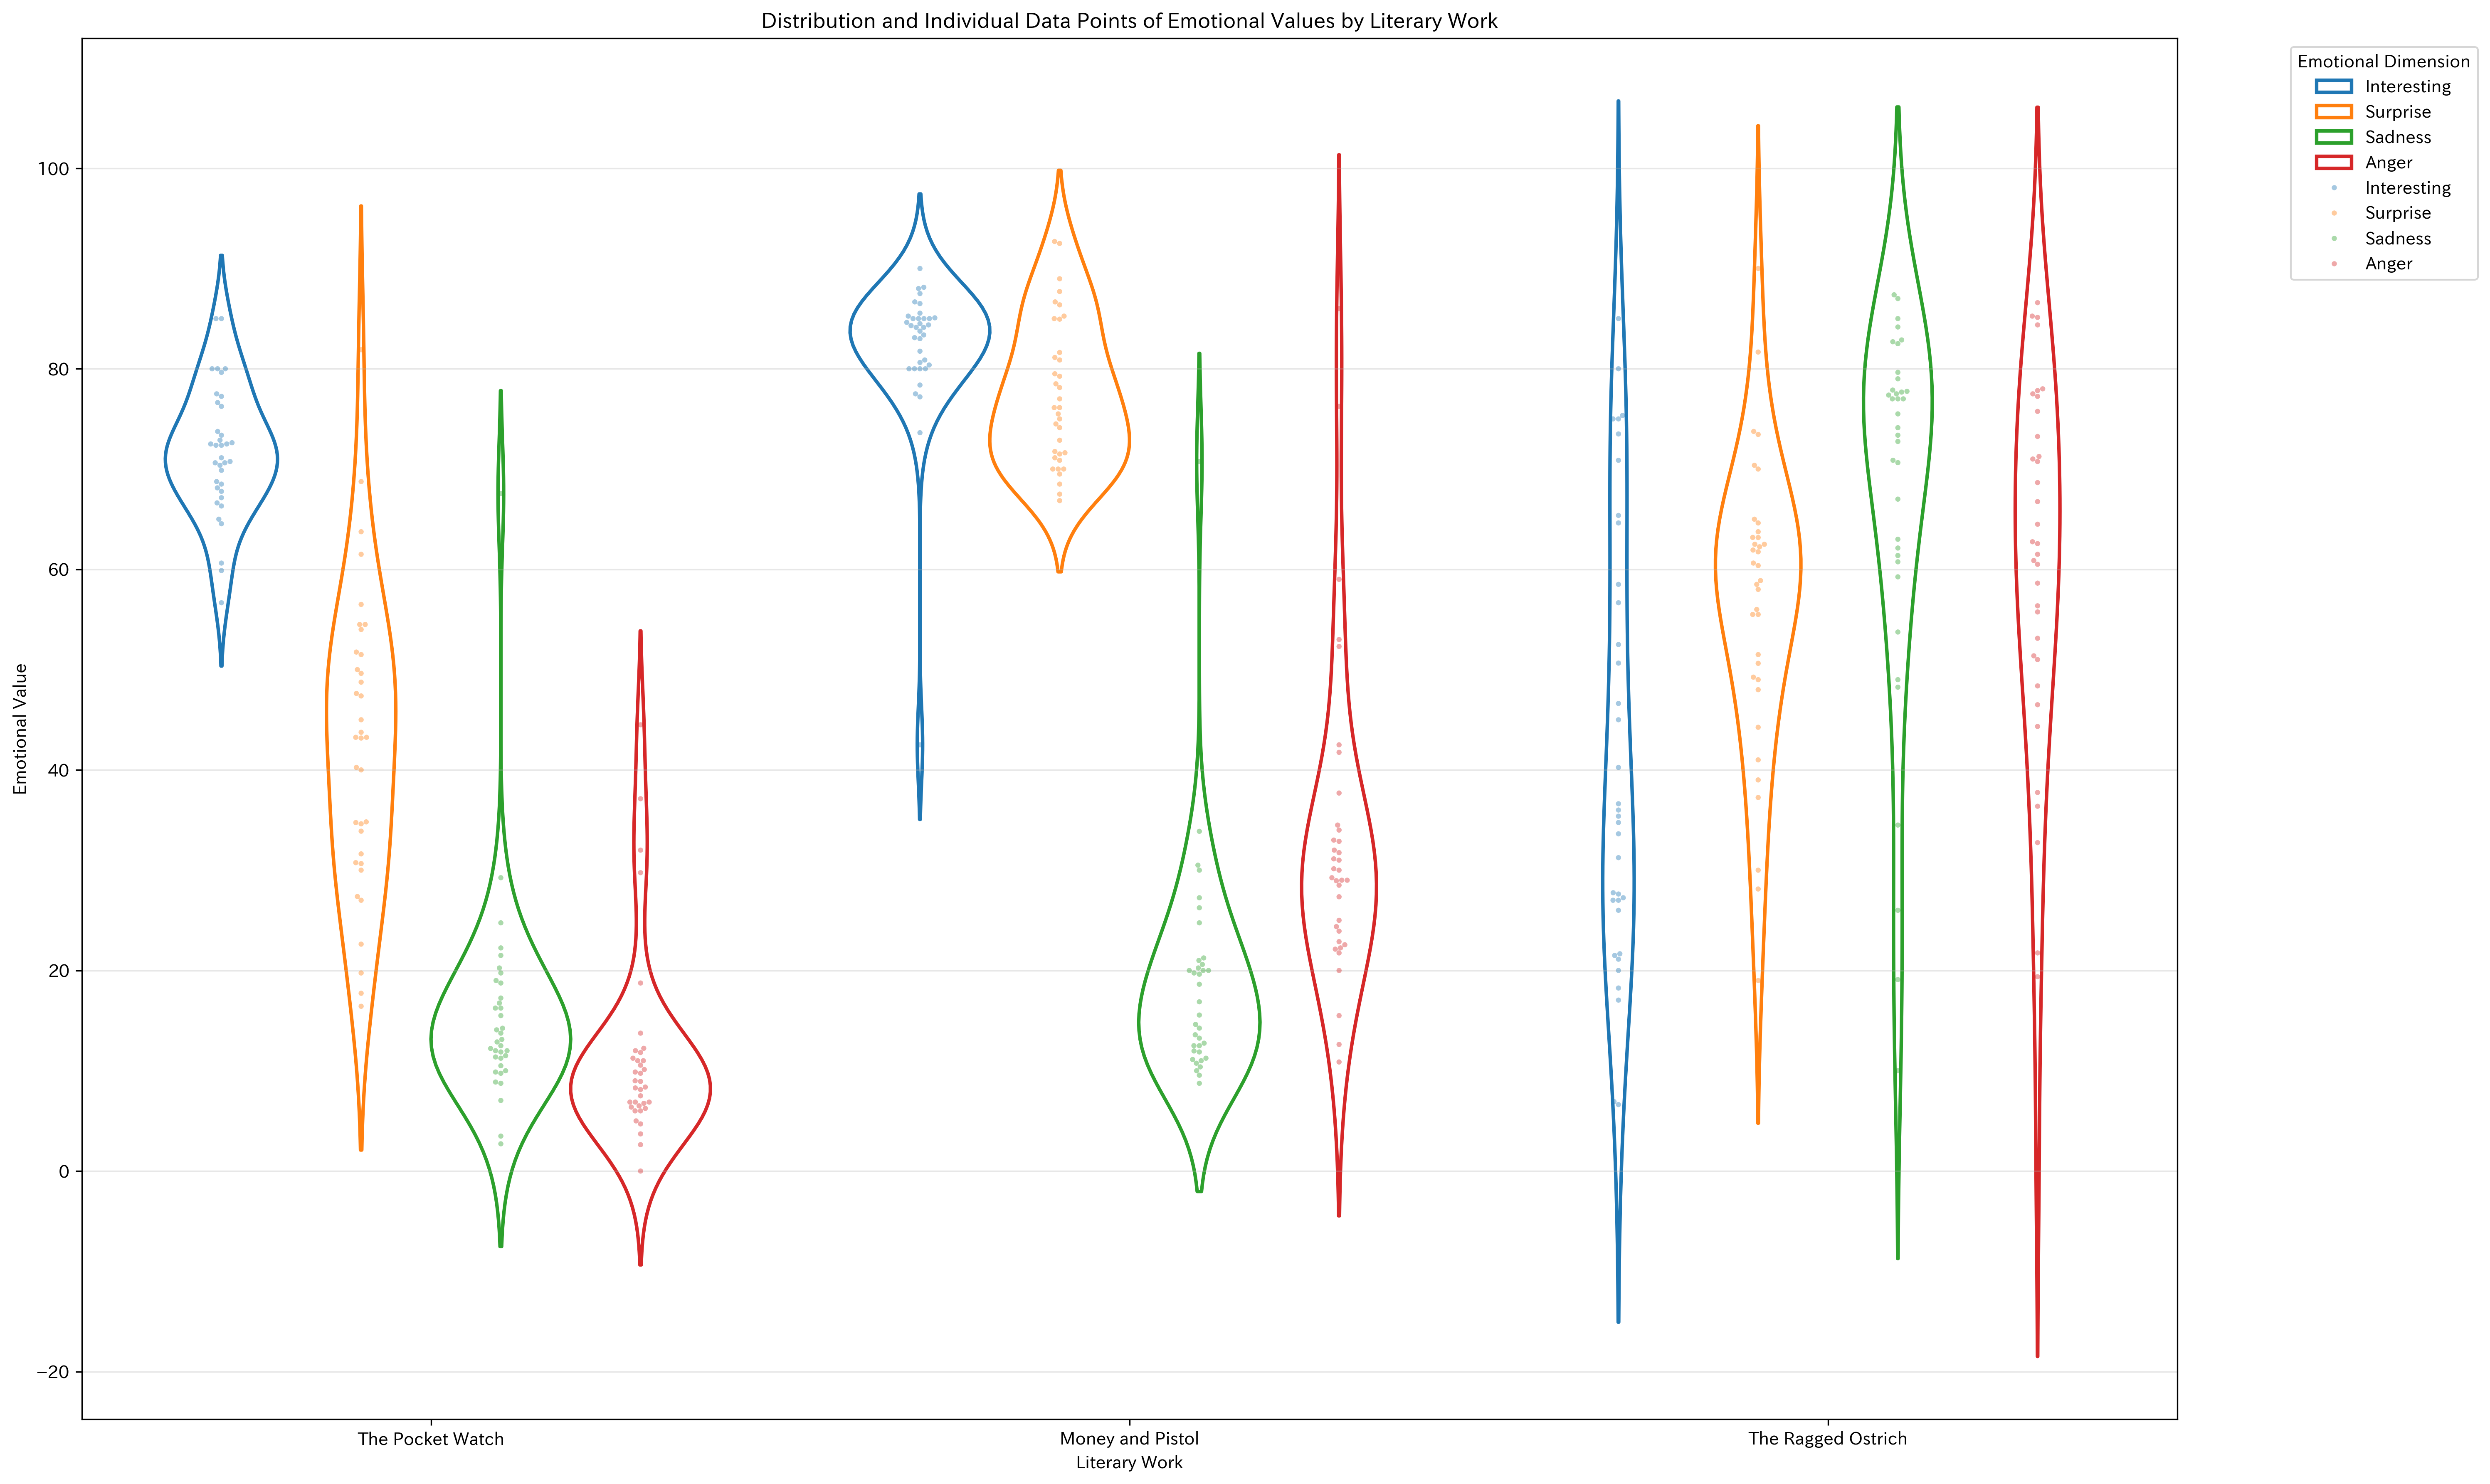 Distribution and Individual Data Points of Emotional Values by Literary Work
Emotional Dimension
Interesting
Surprise
Sadness
Anger
Interesting
Surprise
Sadness
Anger
Emotional Value
100
80
60
40
20
0
−20
The Pocket Watch
Money and Pistol
The Ragged Ostrich
Literary Work